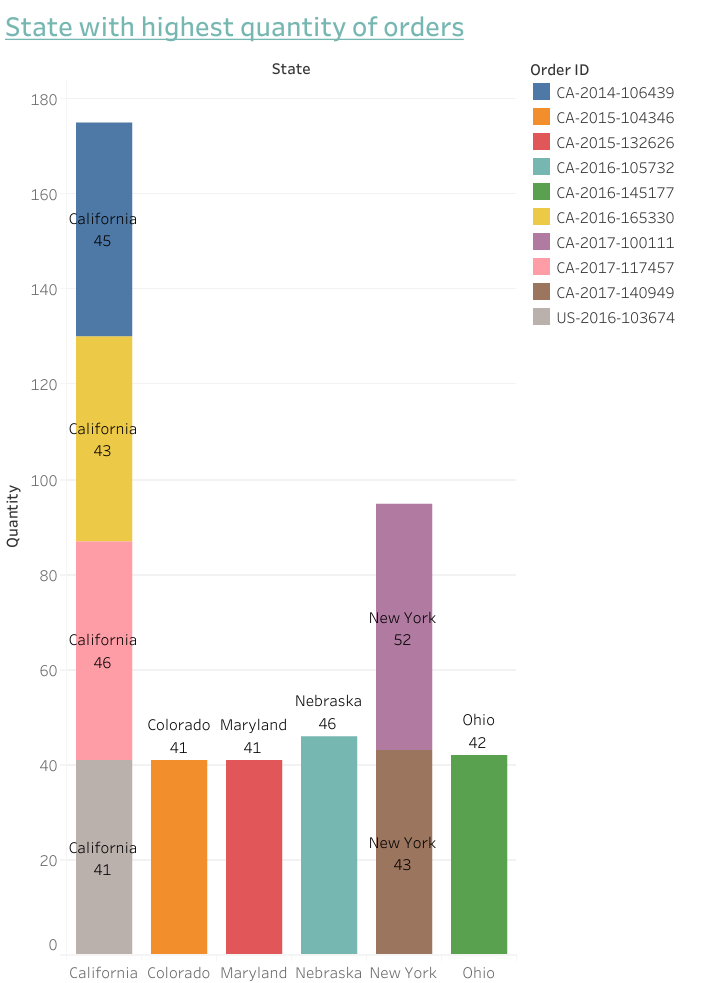 State with highest quantity of orders
State
Order ID
CA-2014-106439
CA-2015-104346
CA-2015-132626
CA-2016-105732
CA-2016-145177
CA-2016-165330
CA-2017-100111
CA-2017-117457
CA-2017-140949
US-2016-103674
Quantity
180
160
140
120
100
80
60
40
20
0
California
45
California
43
California
46
California
41
Colorado
41
Maryland
41
Nebraska
46
New York
52
New York
43
Ohio
42
California Colorado Maryland Nebraska New York Ohio